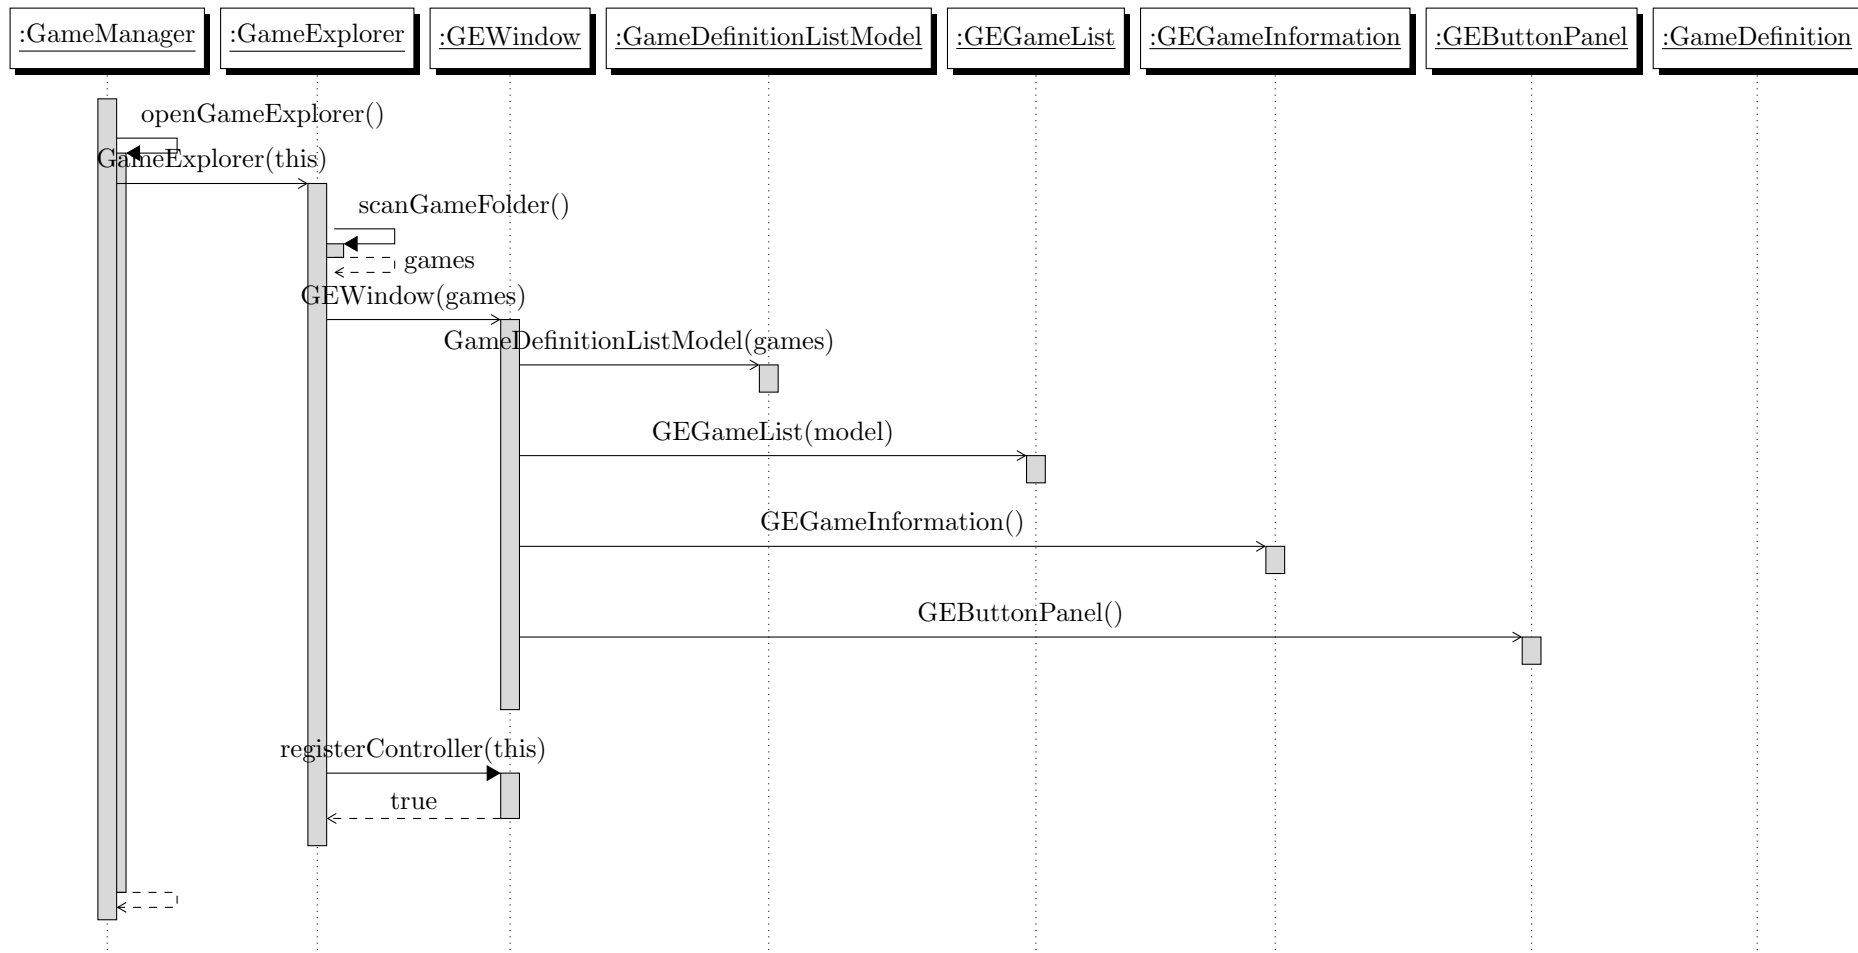 :GameManager
:GameExplorer
:GEWindow
:GameDefinitionListModel
:GEGameList
:GEGameInformation
:GEButtonPanel
:GameDefinition
openGameExplorer()
GameExplorer(this)
scanGameFolder()
games
GEWindow(games)
GameDefinitionListModel(games)
GEGameList(model)
GEGameInformation()
GEButtonPanel()
registerController(this)
true